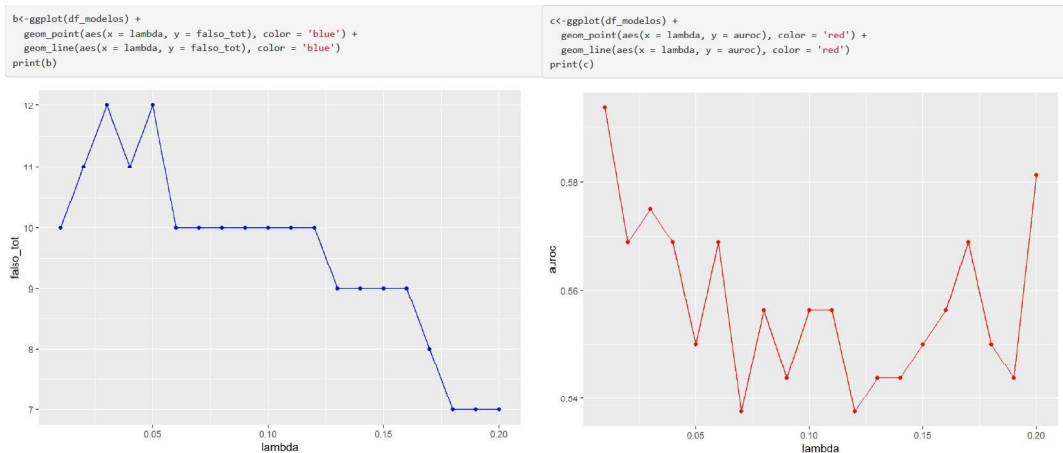 b<-ggplot(df_modelos) +
geom_point(aes(x = lambda, y = falso_tot), color = 'blue') +
geom_line(aes(x = lambda, y = falso_tot), color = 'blue')
print(b)
12
11
10
9
8
7
falso_tot
0.05
0.10
0.15
0.20
lambda
c<-ggplot(df_modelos) +
geom_point(aes(x = lambda, y = auroc), color = 'red') +
geom_line(aes(x = lambda, y = auroc), color = 'red')
print(c)
0.58
0.56
0.54
auroc
0.05
0.10
0.15
0.20
lambda